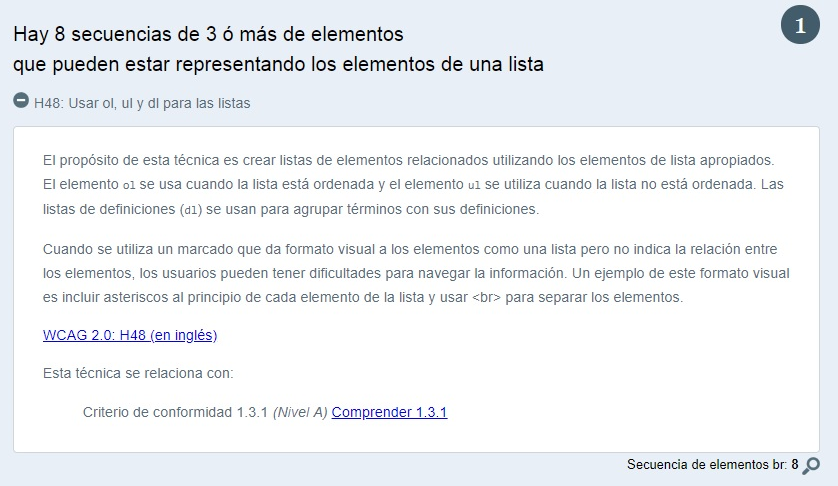 Hay 8 secuencias de 3 ó más de elementos
que pueden estar representando los elementos de una lista
1
H48: Usar ol, ul y dl para las listas
El propósito de esta técnica es crear listas de elementos relacionados utilizando los elementos de lista apropiados.
El elemento ol se usa cuando la lista está ordenada y el elemento ul se utiliza cuando la lista no está ordenada. Las
listas de definiciones (dl) se usan para agrupar términos con sus definiciones.
Cuando se utiliza un marcado que da formato visual a los elementos como una lista pero no indica la relación entre
los elementos, los usuarios pueden tener dificultades para navegar la información. Un ejemplo de este formato visual
es incluir asteriscos al principio de cada elemento de la lista y usar <br> para separar los elementos.
WCAG 2.0: H48 (en inglés)
Esta técnica se relaciona con:
Criterio de conformidad 1.3.1 (Nivel A) Comprender 1.3.1
Secuencia de elementos br: 8